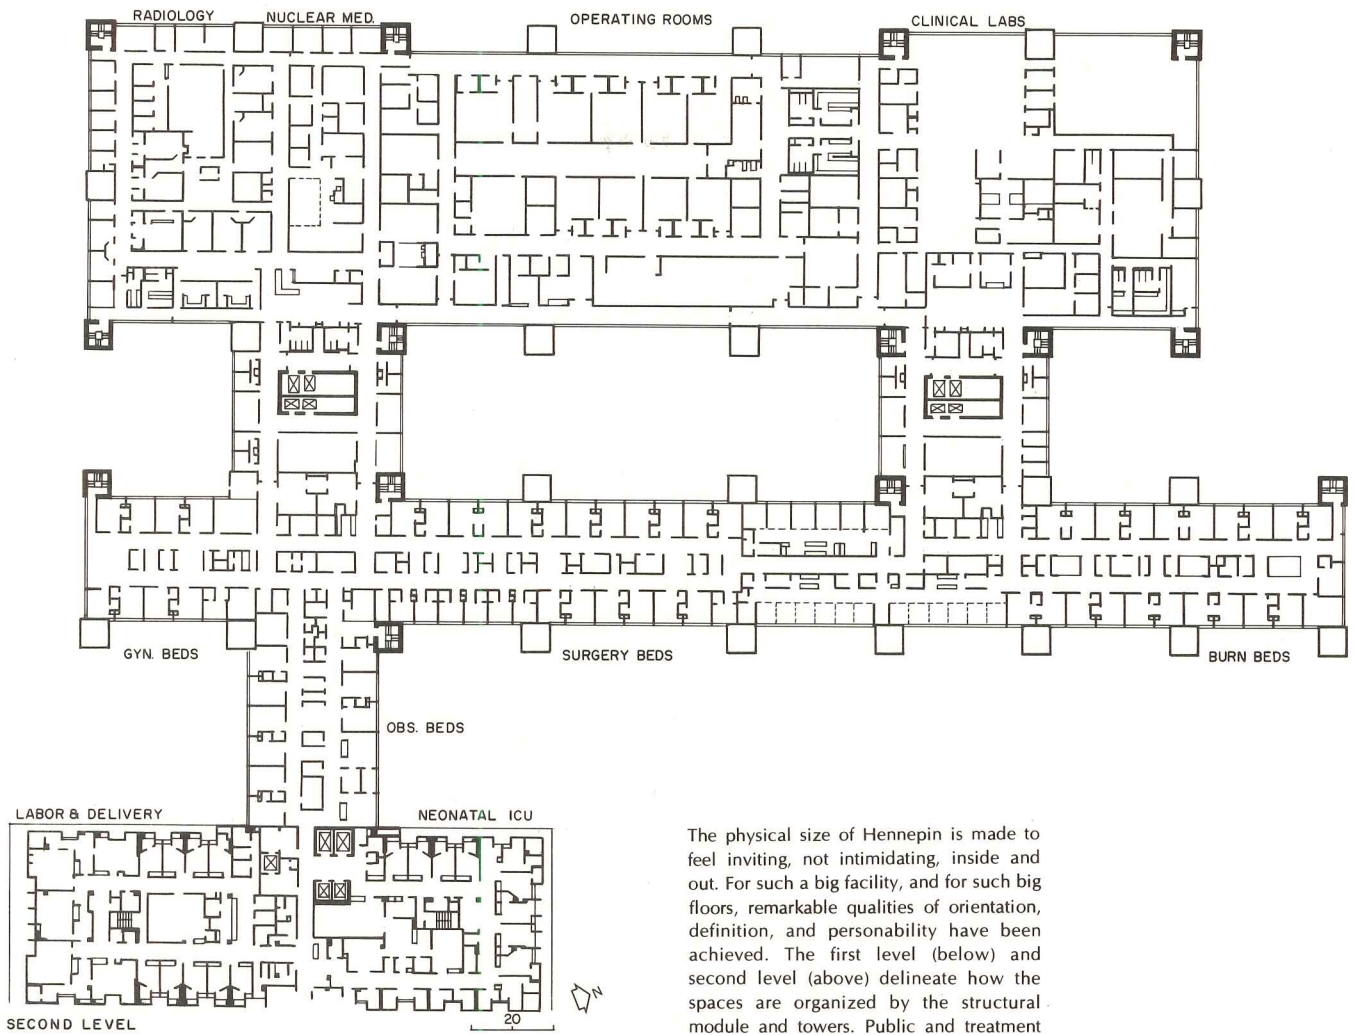 RADIOLOGY
NUCLEAR MED.
OPERATING ROOMS
CLINICAL LABS
GYN. BEDS
SURGERY BEDS
BURN BEDS
OBS. BEDS
LABOR & DELIVERY
NEONATAL ICU
SECOND LEVEL
20
N
The physical size of Hennepin is made to
feel inviting, not intimidating, inside and
out. For such a big facility, and for such big
floors, remarkable qualities of orientation,
definition, and personability have been
achieved. The first level (below) and
second level (above) delineate how the
spaces are organized by the structural
module and towers. Public and treatment